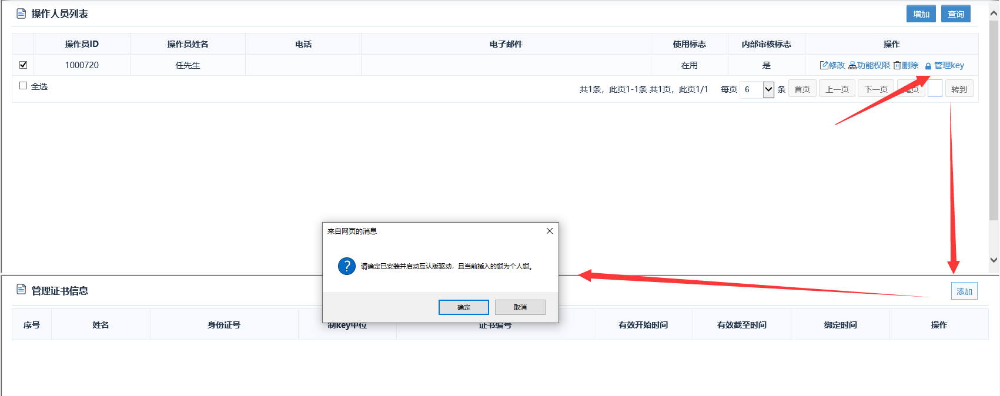 操作人员列表 增加 查询
操作员ID 操作员姓名 电话 电子邮件 使用标志 内部审核标志 操作
1000720 任先生 在用 是 修改 功能权限 删除 管理key
全选 共1条，此页1-1条 共1页，此页1/1 每页 6 条 首页 上一页 下一页 尾页 转到
来自网页的消息
请确定已安装并启动互认版驱动，且当前插入的锁为个人锁。
确定 取消
管理证书信息 添加
序号 姓名 身份证号 制key单位 证书编号 有效开始时间 有效截至时间 绑定时间 操作